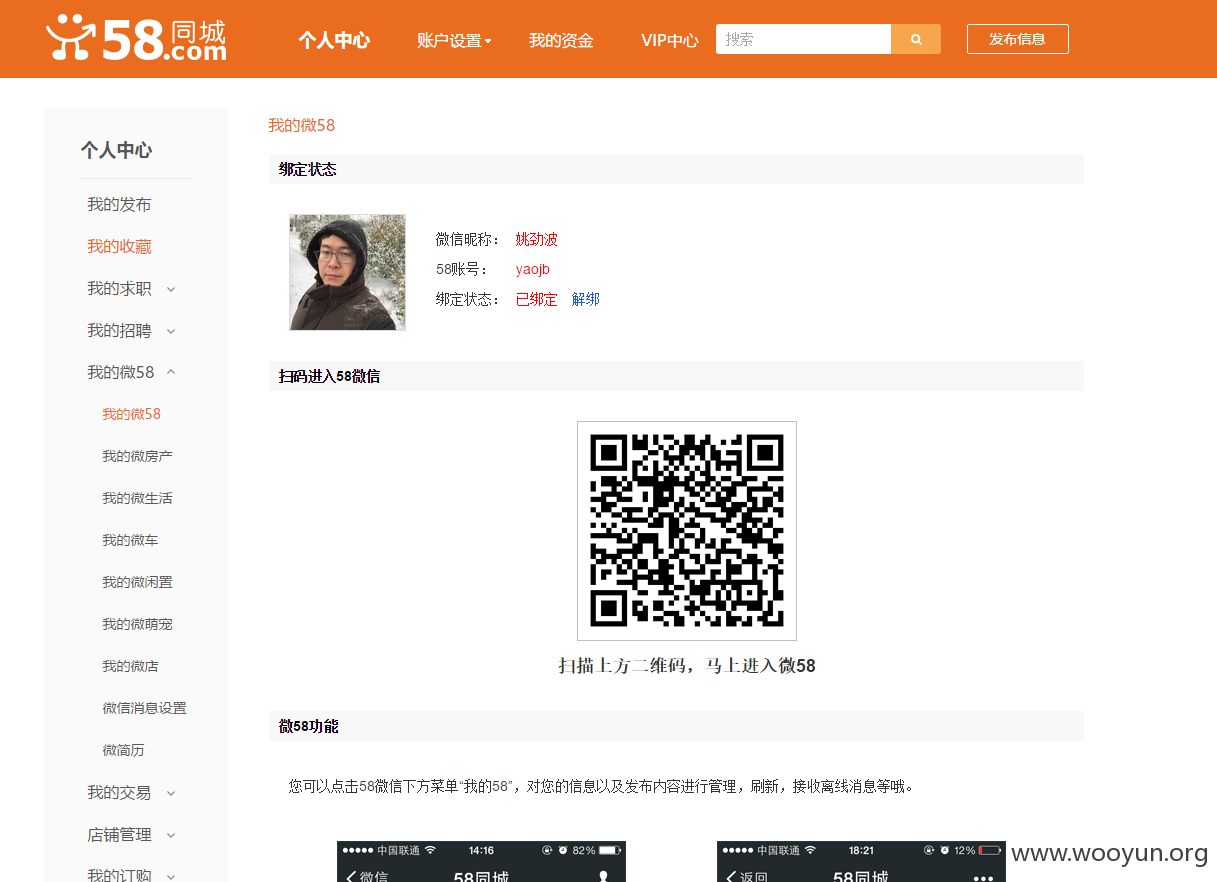 58同城.com 个人中心 账户设置 我的资金 VIP中心 搜索 发布信息
个人中心
我的发布
我的收藏
我的求职
我的招聘
我的微58
我的微58
我的微房产
我的微生活
我的微车
我的微闲置
我的微萌宠
我的微店
微信消息设置
微简历
我的交易
店铺管理
我的订购
我的微58
绑定状态
微信昵称： 姚劲波
58账号： yaojb
绑定状态： 已绑定 解绑
扫码进入58微信
扫描上方二维码，马上进入微58
微58功能
您可以点击58微信下方菜单“我的58”，对您的信息以及发布内容进行管理，刷新，接收离线消息等哦。
中国联通 14:16 82%
微信 58同城
中国联通 18:21 12%
返回 58同城
www.wooyun.org